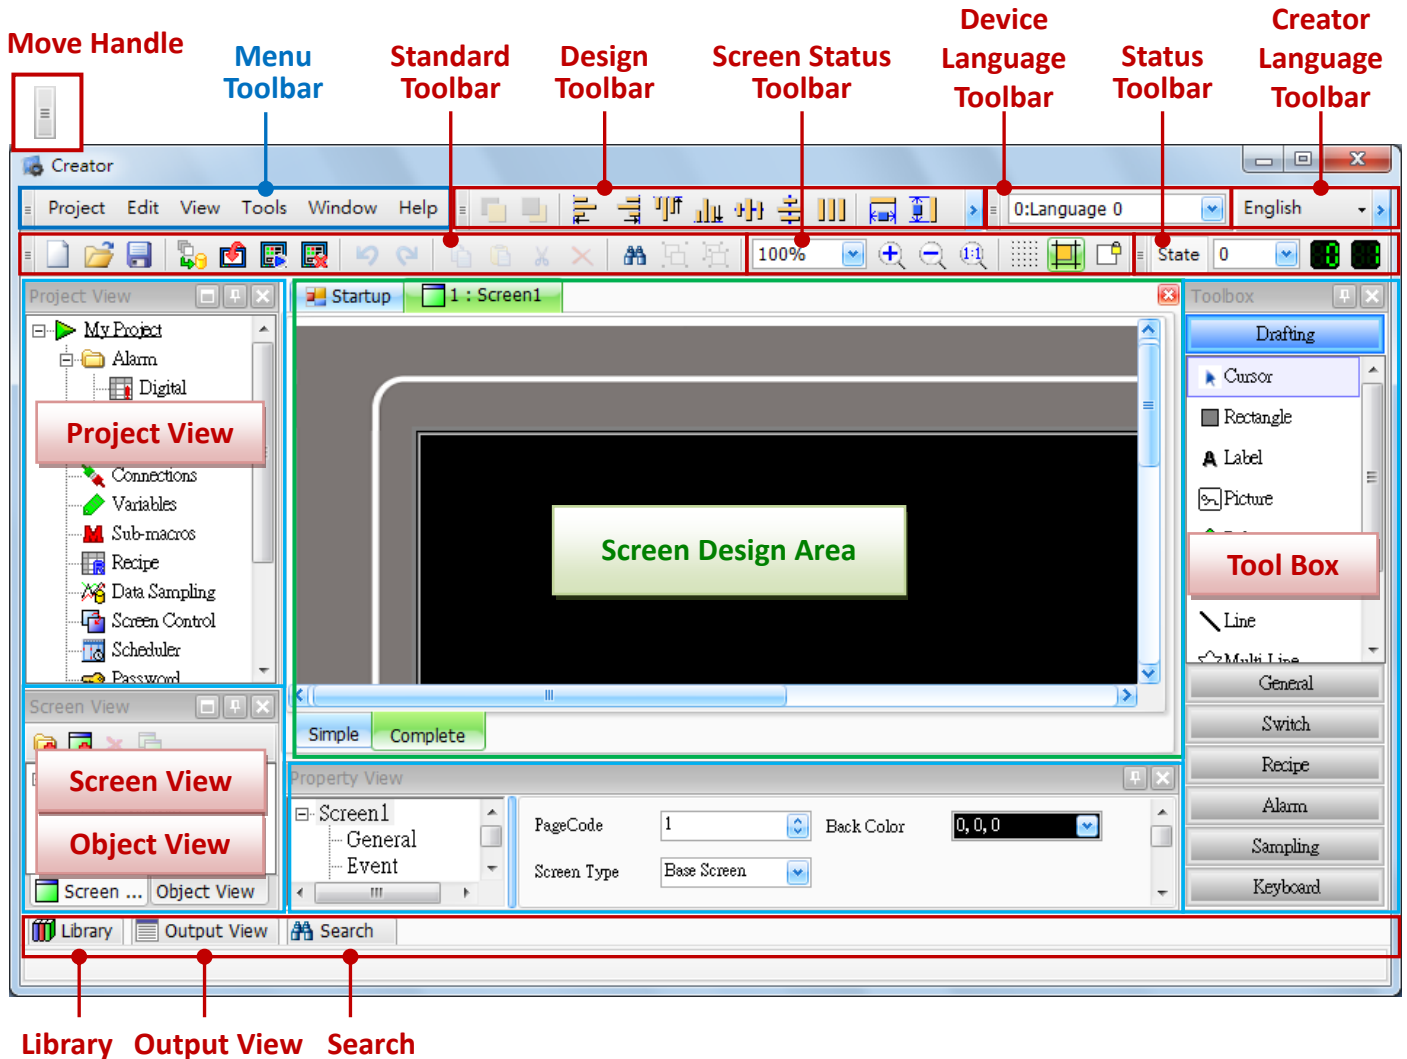 Move Handle
Menu Toolbar
Standard Toolbar
Design Toolbar
Screen Status Toolbar
Device Language Toolbar
Status Toolbar
Creator Language Toolbar
Creator
Project Edit View Tools Window Help
0:Language 0
English
100%
1:1
State 0
Project View
Startup
1 : Screen1
Toolbox
My Project
Alarm
Digital
Project View
Connections
Variables
Sub-macros
Recipe
Data Sampling
Screen Control
Scheduler
Password
Screen Design Area
Drafting
Cursor
Rectangle
A Label
Picture
Tool Box
Line
Multi Line
General
Switch
Recipe
Alarm
Sampling
Keyboard
Simple
Complete
Screen View
Screen View
Object View
Screen ...
Object View
Property View
Screen1
General
Event
PageCode
1
Back Color
0, 0, 0
Screen Type
Base Screen
Library
Output View
Search
Library
Output View
Search